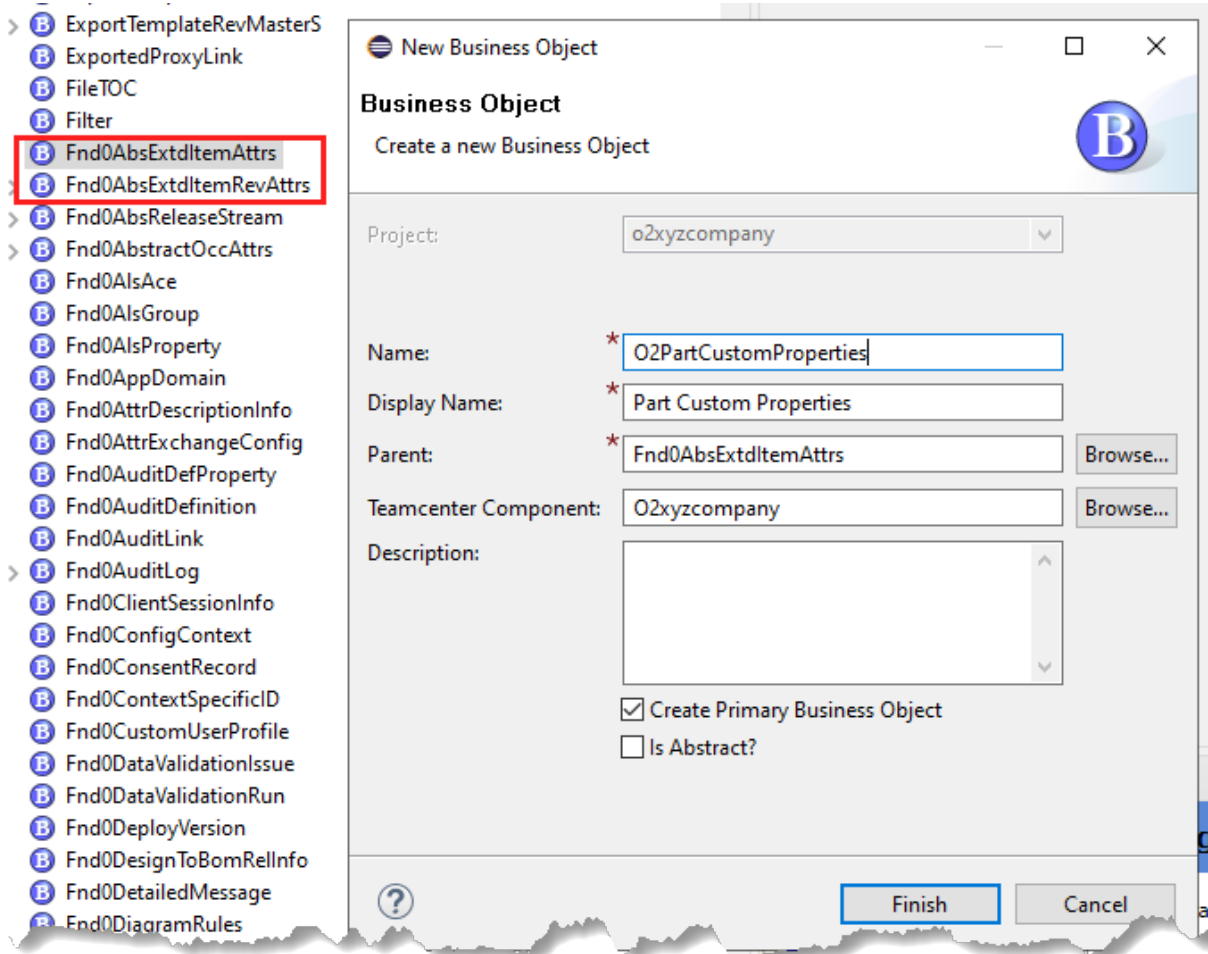 ExportTemplateRevMasterS
ExportedProxyLink
FileTOC
Filter
Fnd0AbsExtdItemAttrs
Fnd0AbsExtdItemRevAttrs
Fnd0AbsReleaseStream
Fnd0AbstractOccAttrs
Fnd0AlsAce
Fnd0AlsGroup
Fnd0AlsProperty
Fnd0AppDomain
Fnd0AttrDescriptionInfo
Fnd0AttrExchangeConfig
Fnd0AuditDefProperty
Fnd0AuditDefinition
Fnd0AuditLink
Fnd0AuditLog
Fnd0ClientSessionInfo
Fnd0ConfigContext
Fnd0ConsentRecord
Fnd0ContextSpecificID
Fnd0CustomUserProfile
Fnd0DataValidationIssue
Fnd0DataValidationRun
Fnd0DeployVersion
Fnd0DesignToBomRelInfo
Fnd0DetailedMessage
Fnd0DiagramRules
New Business Object
Business Object
Create a new Business Object
B
Project: o2xyzcompany
Name: * O2PartCustomProperties
Display Name: * Part Custom Properties
Parent: * Fnd0AbsExtdItemAttrs Browse...
Teamcenter Component: O2xyzcompany Browse...
Description:
Create Primary Business Object
Is Abstract?
? Finish Cancel